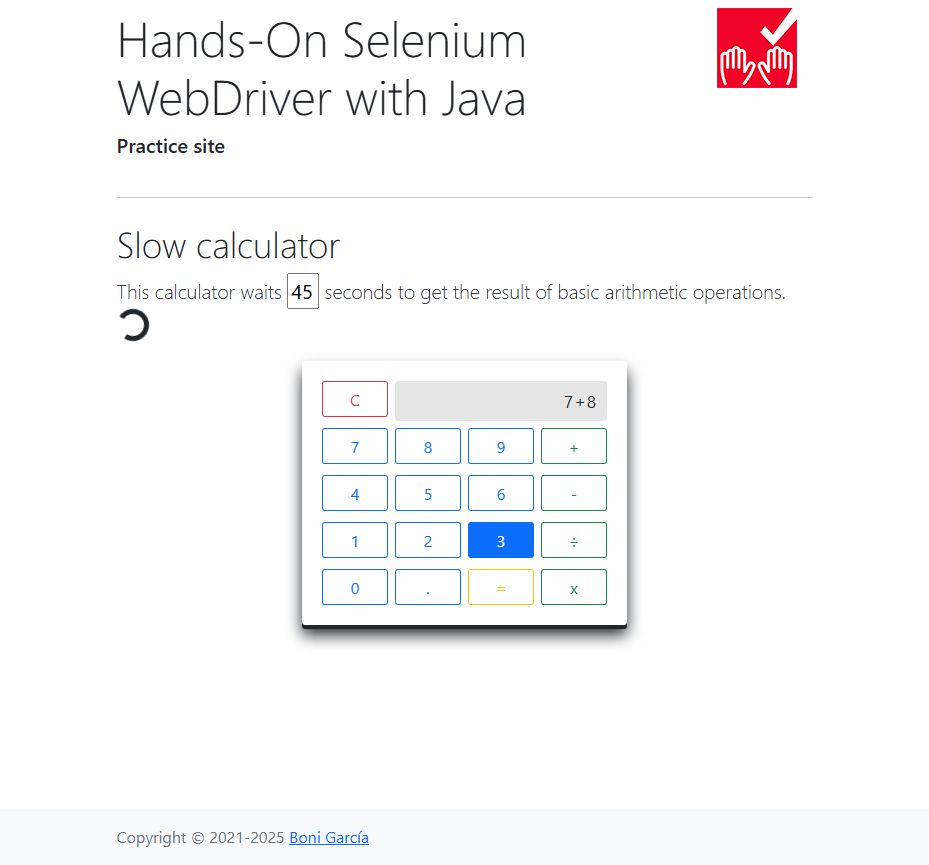 Hands-On Selenium
WebDriver with Java
Practice site
Slow calculator
This calculator waits 45 seconds to get the result of basic arithmetic operations.
C 7+8
7 8 9 +
4 5 6 -
1 2 3 ÷
0 . = x
Copyright © 2021-2025 Boni García